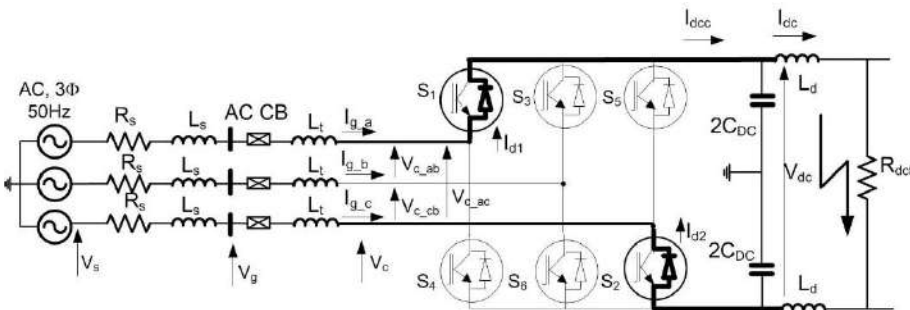 I_dcc I_dc
AC, 3Φ
50Hz
R_s L_s AC CB L_t I_g_a
S_1 S_3 S_5
L_d
2C_DC
I_d1
R_s L_s L_t I_g_b
V_c_ab
V_dc
R_dcl
R_s L_s L_t I_g_c
V_c_cb
V_c_ac
I_d2
V_s V_g V_c
S_4 S_6 S_2
2C_DC
L_d